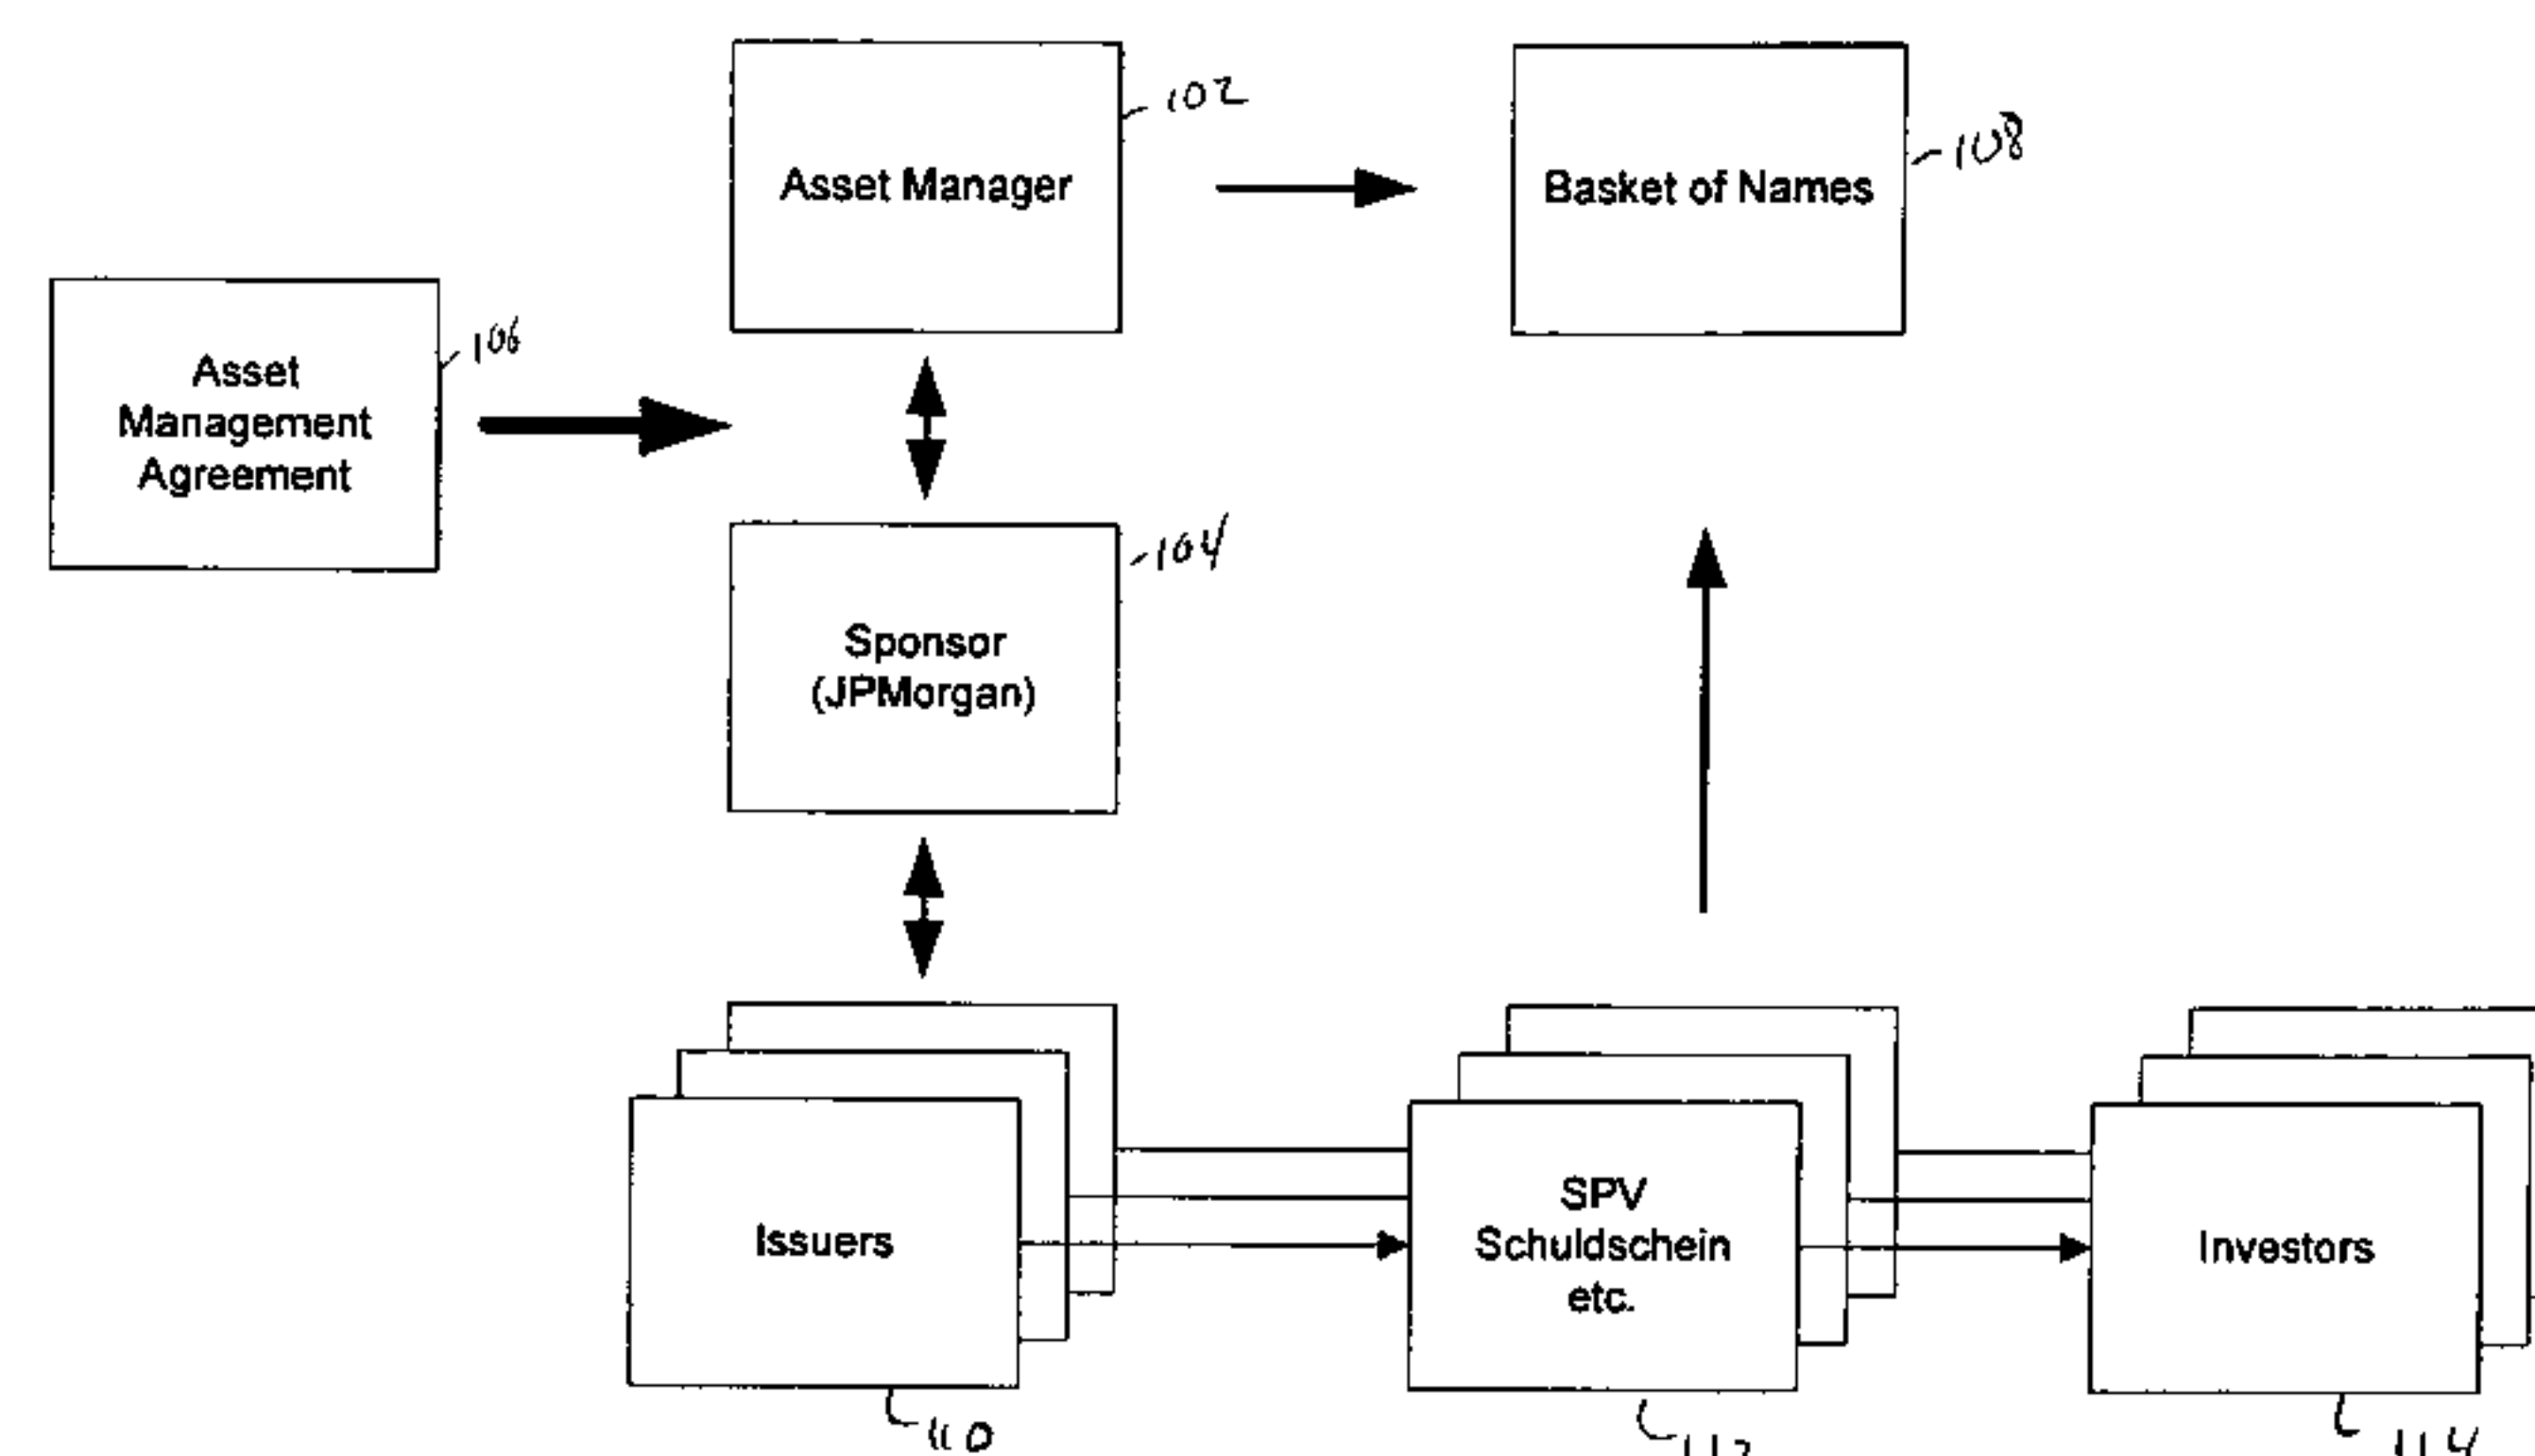 Asset Manager
102
Basket of Names
108
Asset
Management
Agreement
106
Sponsor
(JPMorgan)
104
Issuers
110
SPV
Schuldschein
etc.
Investors
114